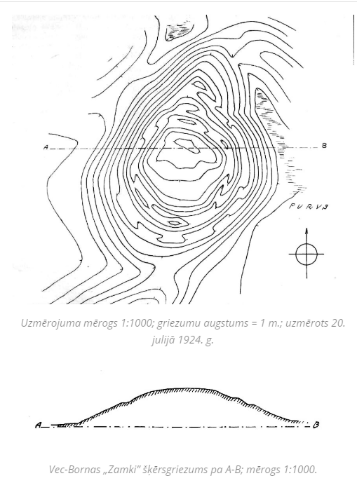 A B
PURVS
Uzmērojuma mērogs 1:1000; griezumu augstums = 1 m.; uzmērots 20.
julijā 1924. g.
A B
Vec-Bornas „Zamki” šķērsgriezums pa A-B; mērogs 1:1000.